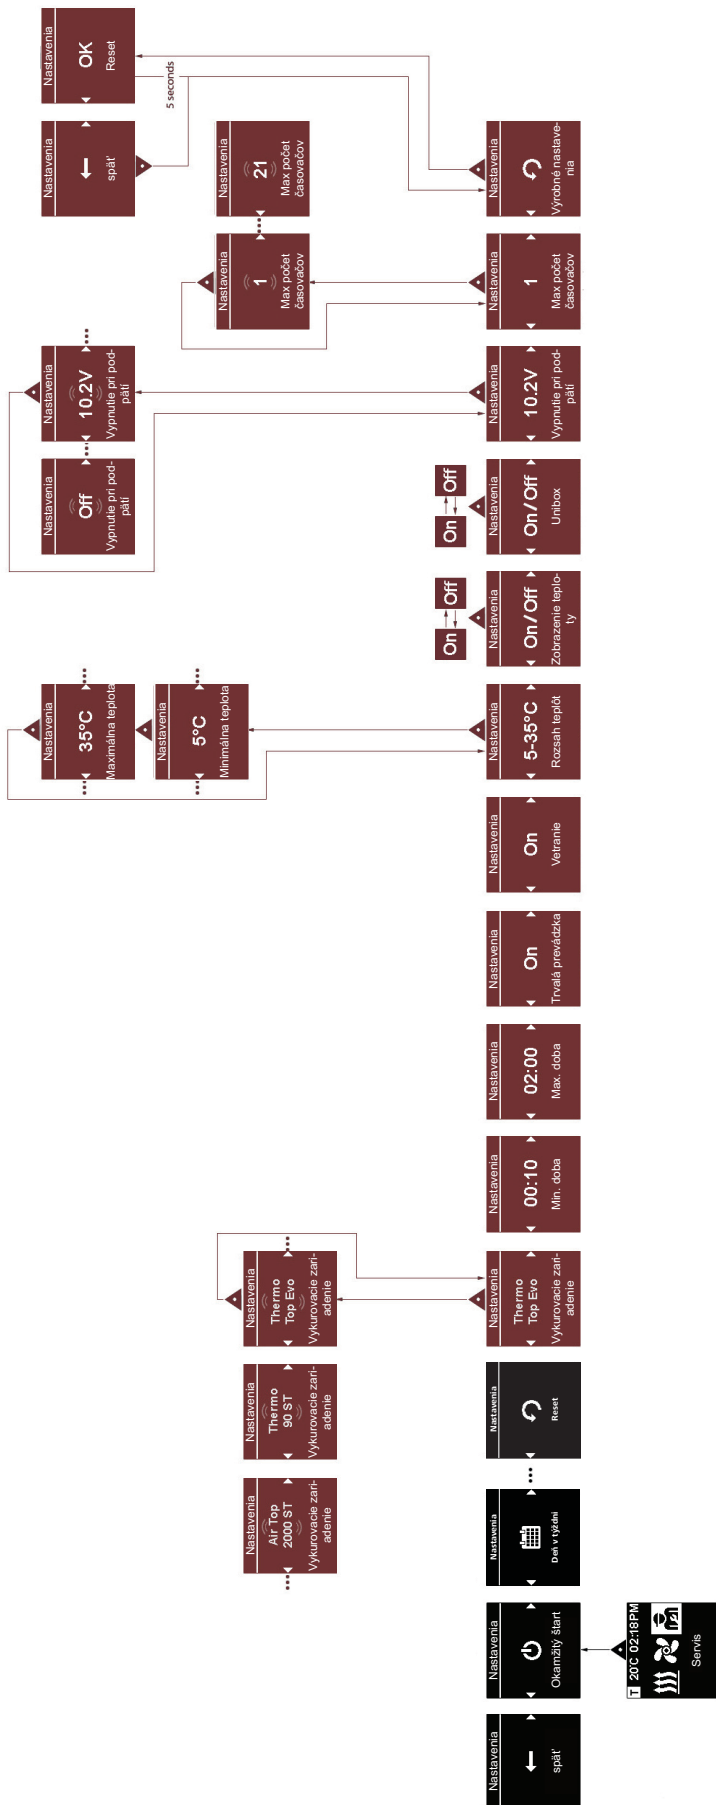 Nastavenia
35°C
Maximálna teplota
Nastavenia
Off
Vypnutie pri pod-
pätí
Nastavenia
10.2V
Vypnutie pri pod-
pätí
Nastavenia
späť
Nastavenia
OK
Reset
5 seconds
Nastavenia
5°C
Minimálna teplota
Nastavenia
Air Top
2000 ST
Vykurovacie zari-
adenie
Nastavenia
Thermo
90 ST
Vykurovacie zari-
adenie
Nastavenia
Thermo
Top Evo
Vykurovacie zari-
adenie
Nastavenia
1
Max počet
časovačov
Nastavenia
21
Max počet
časovačov
On Off
On Off
Nastavenia
späť
Nastavenia
Okamžitý štart
Nastavenia
Deň v týždni
Nastavenia
Reset
Nastavenia
Thermo
Top Evo
Vykurovacie zari-
adenie
Nastavenia
00:10
Min. doba
Nastavenia
02:00
Max. doba
Nastavenia
On
Trvalá prevádzka
Nastavenia
On
Vetranie
Nastavenia
5-35°C
Rozsah teplôt
Nastavenia
On/Off
Zobrazenie teplo-
ty
Nastavenia
On/Off
Unibox
Nastavenia
10.2V
Vypnutie pri pod-
pätí
Nastavenia
1
Max počet
časovačov
Nastavenia
Výrobné nastave-
nia
T 20°C 02:18PM
Servis